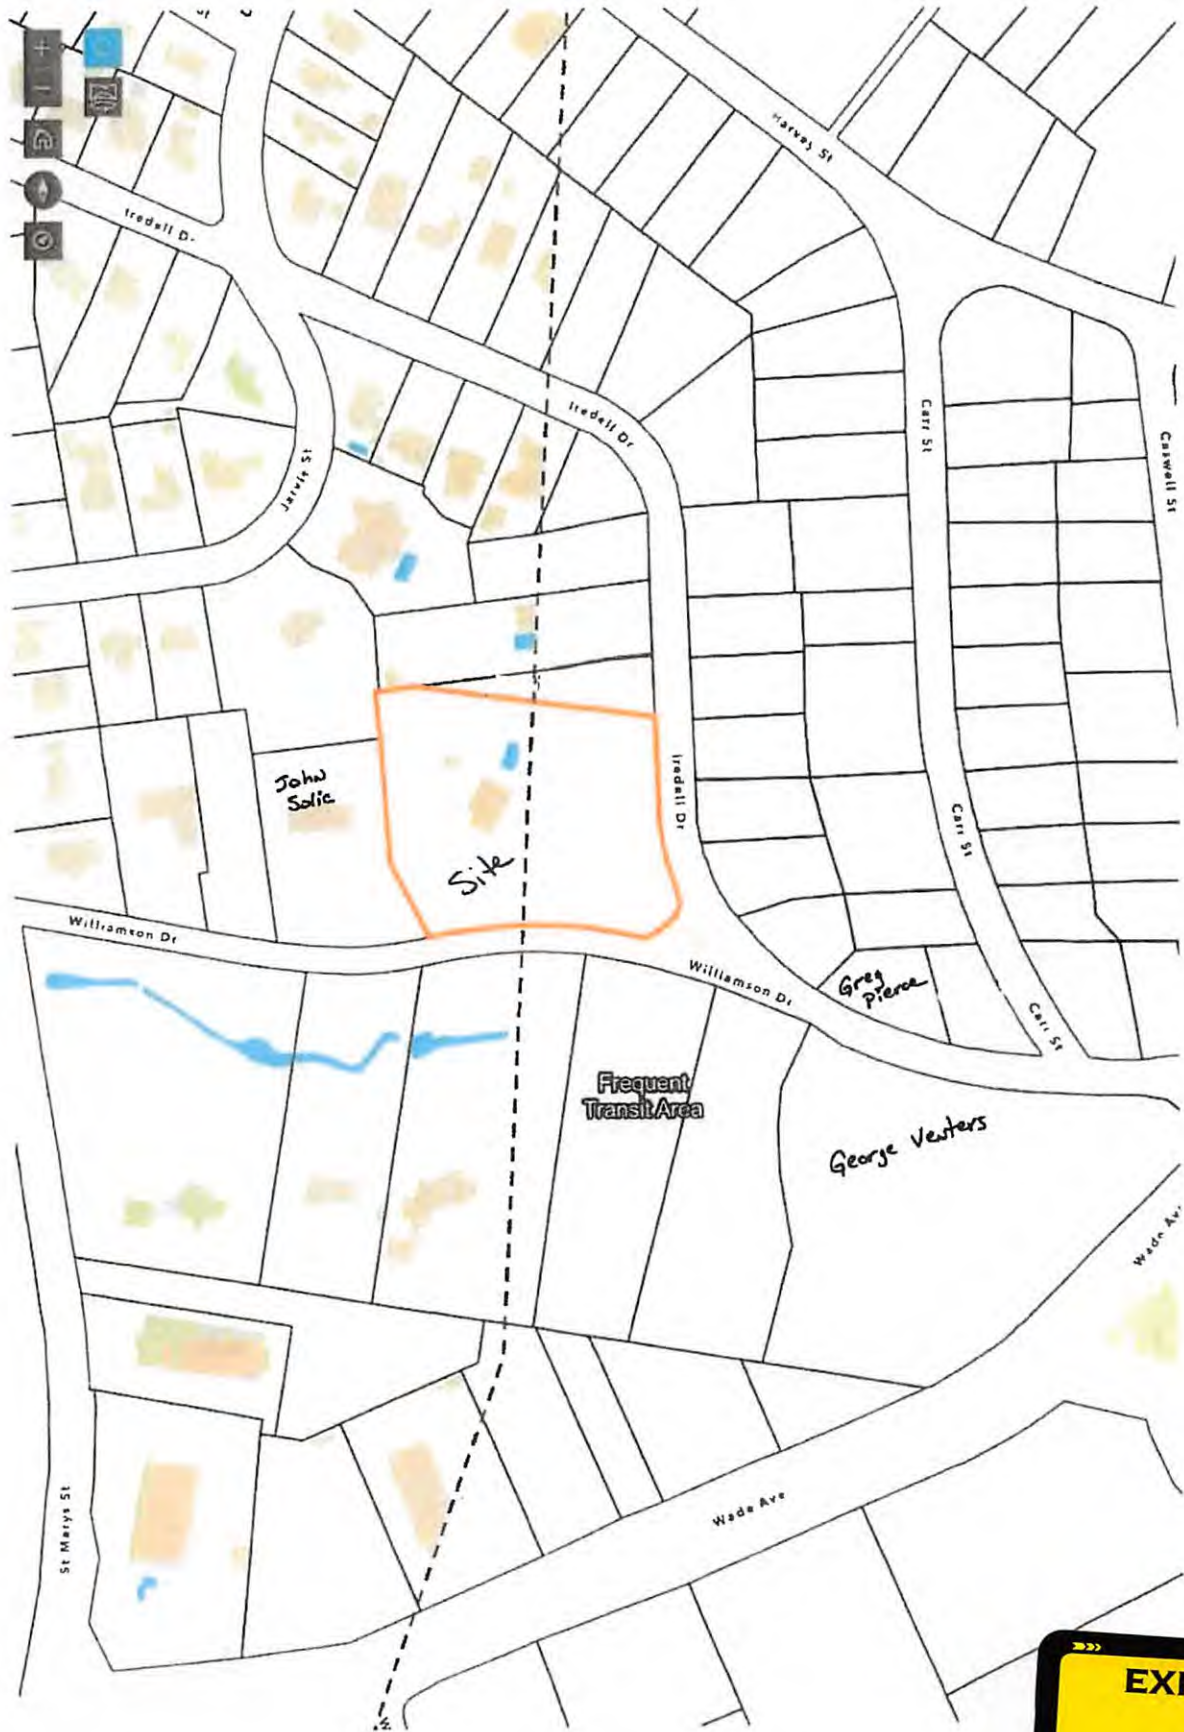 Harvey St
Iredell Dr
Iredell Dr
Carr St
Caswell St
Jarvis St
John
Solic
Iredell Dr
Carr St
Site
Williamson Dr
Williamson Dr
Greg
Pierce
Carr St
Frequent
Transit Area
George Venters
Wade Av
Wade Ave
St Marys St
EXI